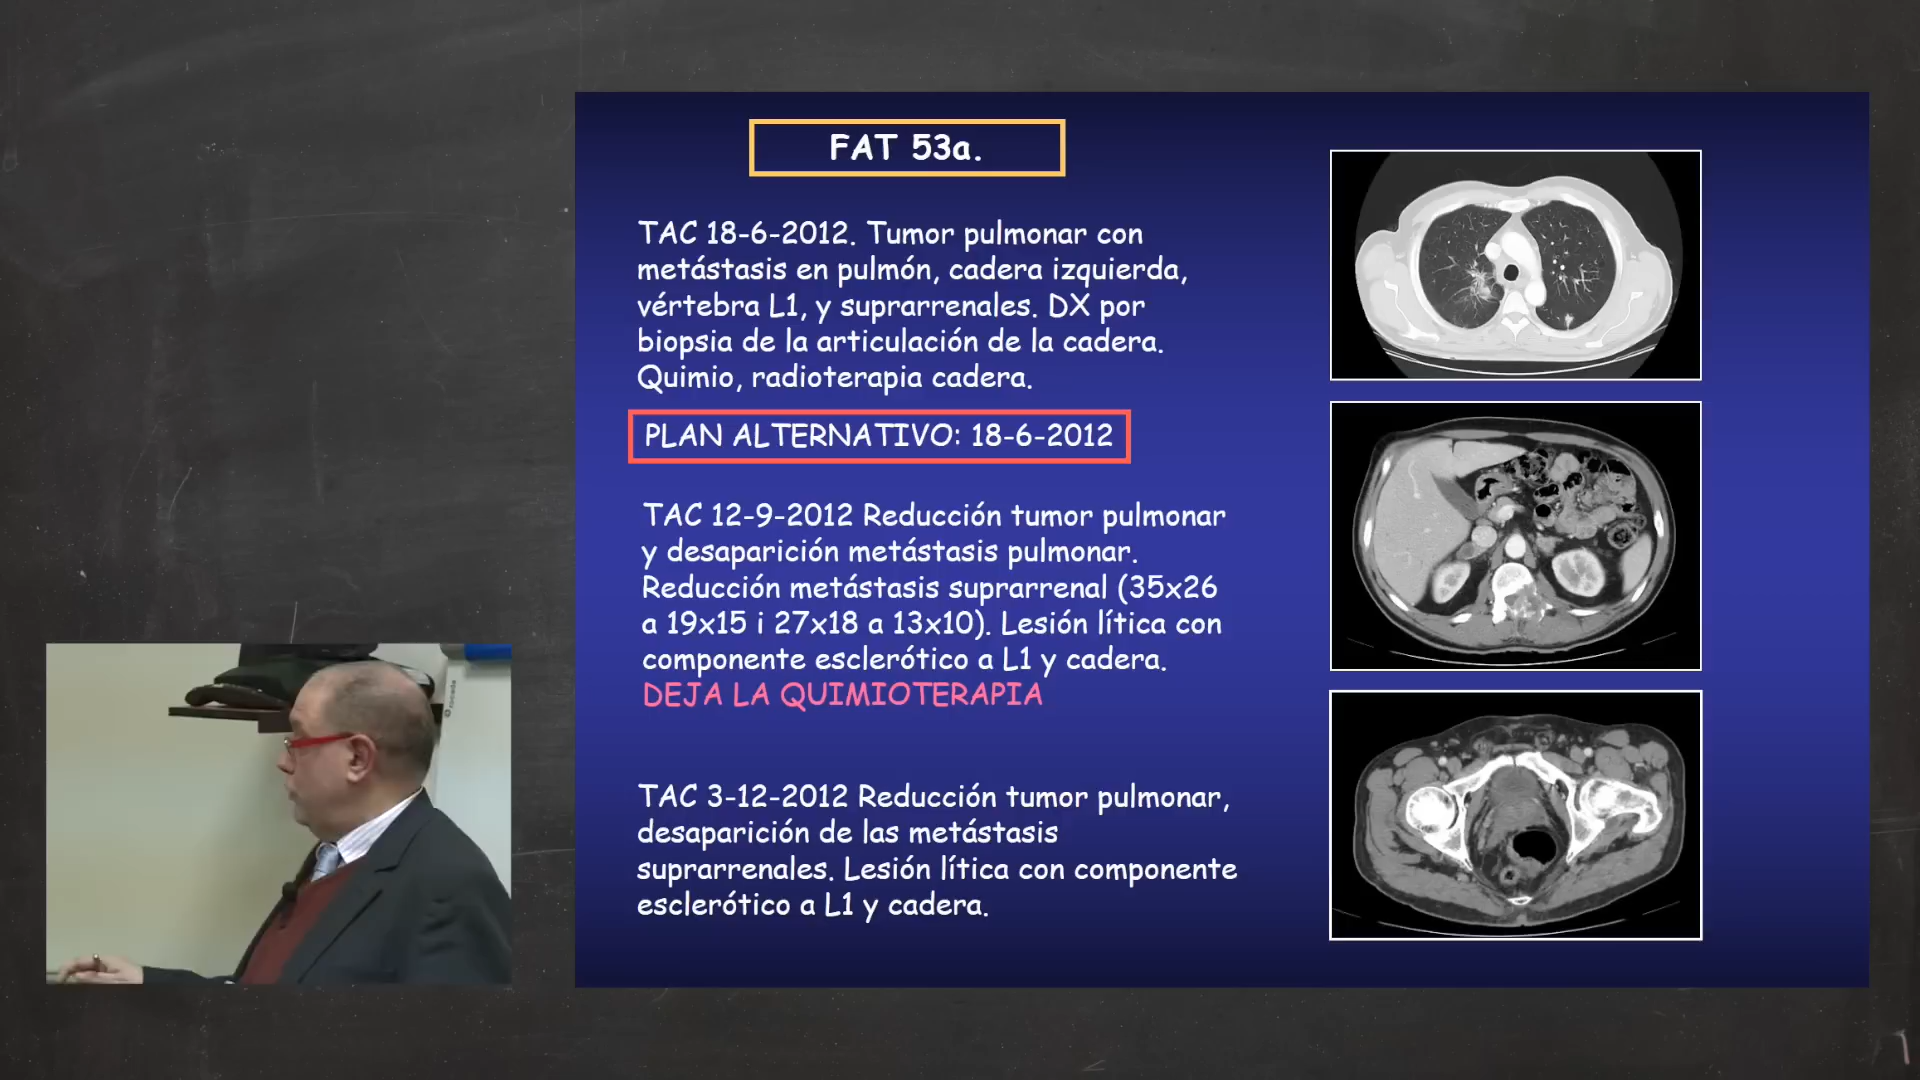 FAT 53a.
TAC 18-6-2012. Tumor pulmonar con
metástasis en pulmón, cadera izquierda,
vértebra L1, y suprarrenales. DX por
biopsia de la articulación de la cadera.
Quimio, radioterapia cadera.
PLAN ALTERNATIVO: 18-6-2012
TAC 12-9-2012 Reducción tumor pulmonar
y desaparición metástasis pulmonar.
Reducción metástasis suprarrenal (35x26
a 19x15 i 27x18 a 13x10). Lesión lítica con
componente esclerótico a L1 y cadera.
DEJA LA QUIMIOTERAPIA
TAC 3-12-2012 Reducción tumor pulmonar,
desaparición de las metástasis
suprarrenales. Lesión lítica con componente
esclerótico a L1 y cadera.